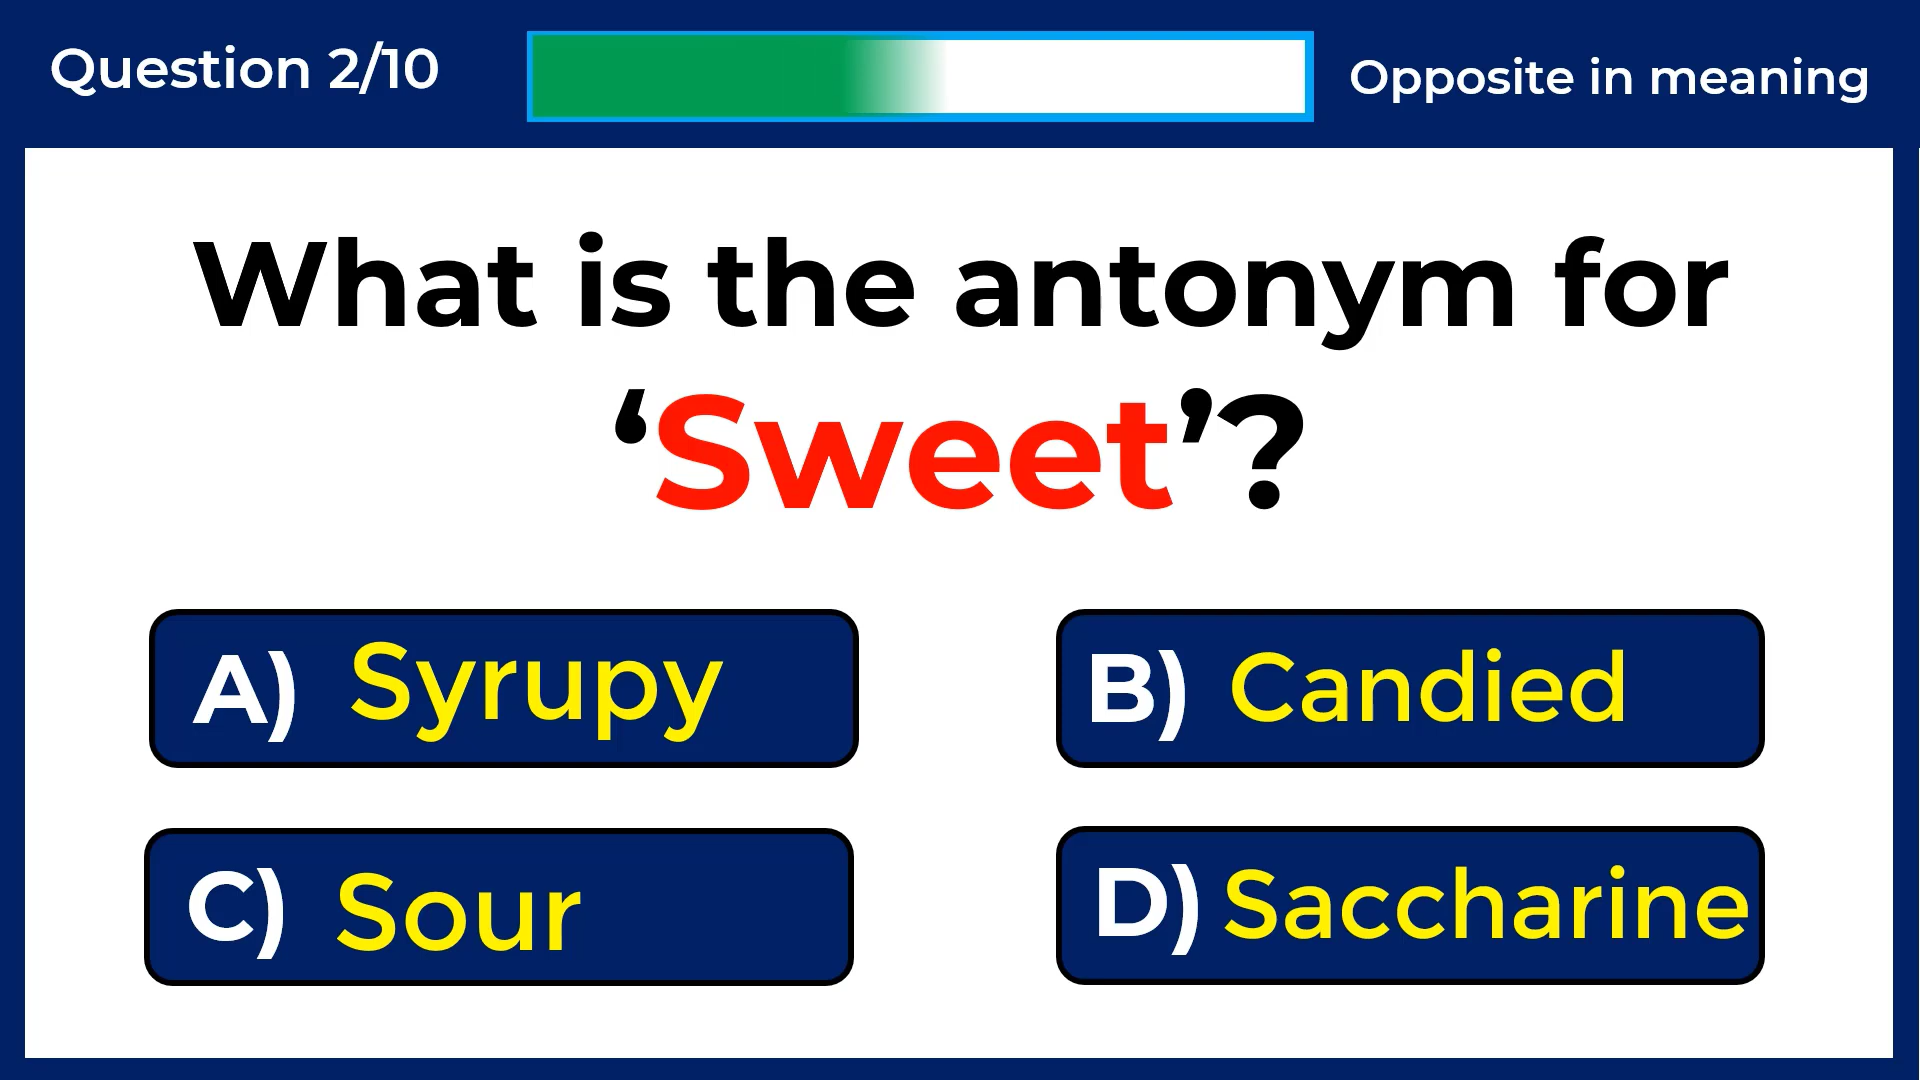 Question 2/10
Opposite in meaning
What is the antonym for
‘Sweet’?
A) Syrupy
B) Candied
C) Sour
D) Saccharine